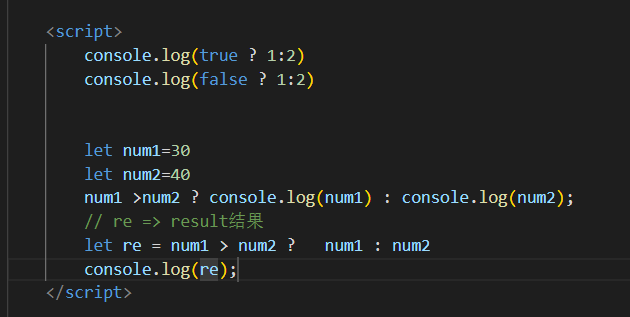 <script>
console.log(true ? 1:2)
console.log(false ? 1:2)
let num1=30
let num2=40
num1 >num2 ? console.log(num1) : console.log(num2);
// re => result结果
let re = num1 > num2 ?   num1 : num2
console.log(re);
</script>